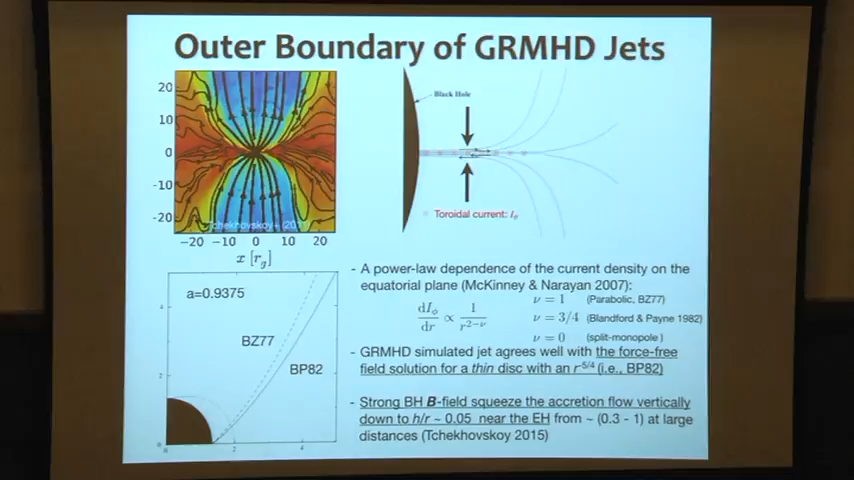 Outer Boundary of GRMHD Jets
20
10
0
-10
-20
−20 −10 0 10 20
x [r_g]
Black Hole
Toroidal current: I_ϕ
a=0.9375
BZ77
BP82
2
4
- A power-law dependence of the current density on the
equatorial plane (McKinney & Narayan 2007):
dI_ϕ/dr ∝ 1/r^{2−ν}
ν = 1 (Parabolic, BZ77)
ν = 3/4 (Blandford & Payne 1982)
ν = 0 (split-monopole )
- GRMHD simulated jet agrees well with the force-free
field solution for a thin disc with an r^{-5/4} (i.e., BP82)
- Strong BH B-field squeeze the accretion flow vertically
down to h/r ~ 0.05 near the EH from ~ (0.3 - 1) at large
distances (Tchekhovskoy 2015)